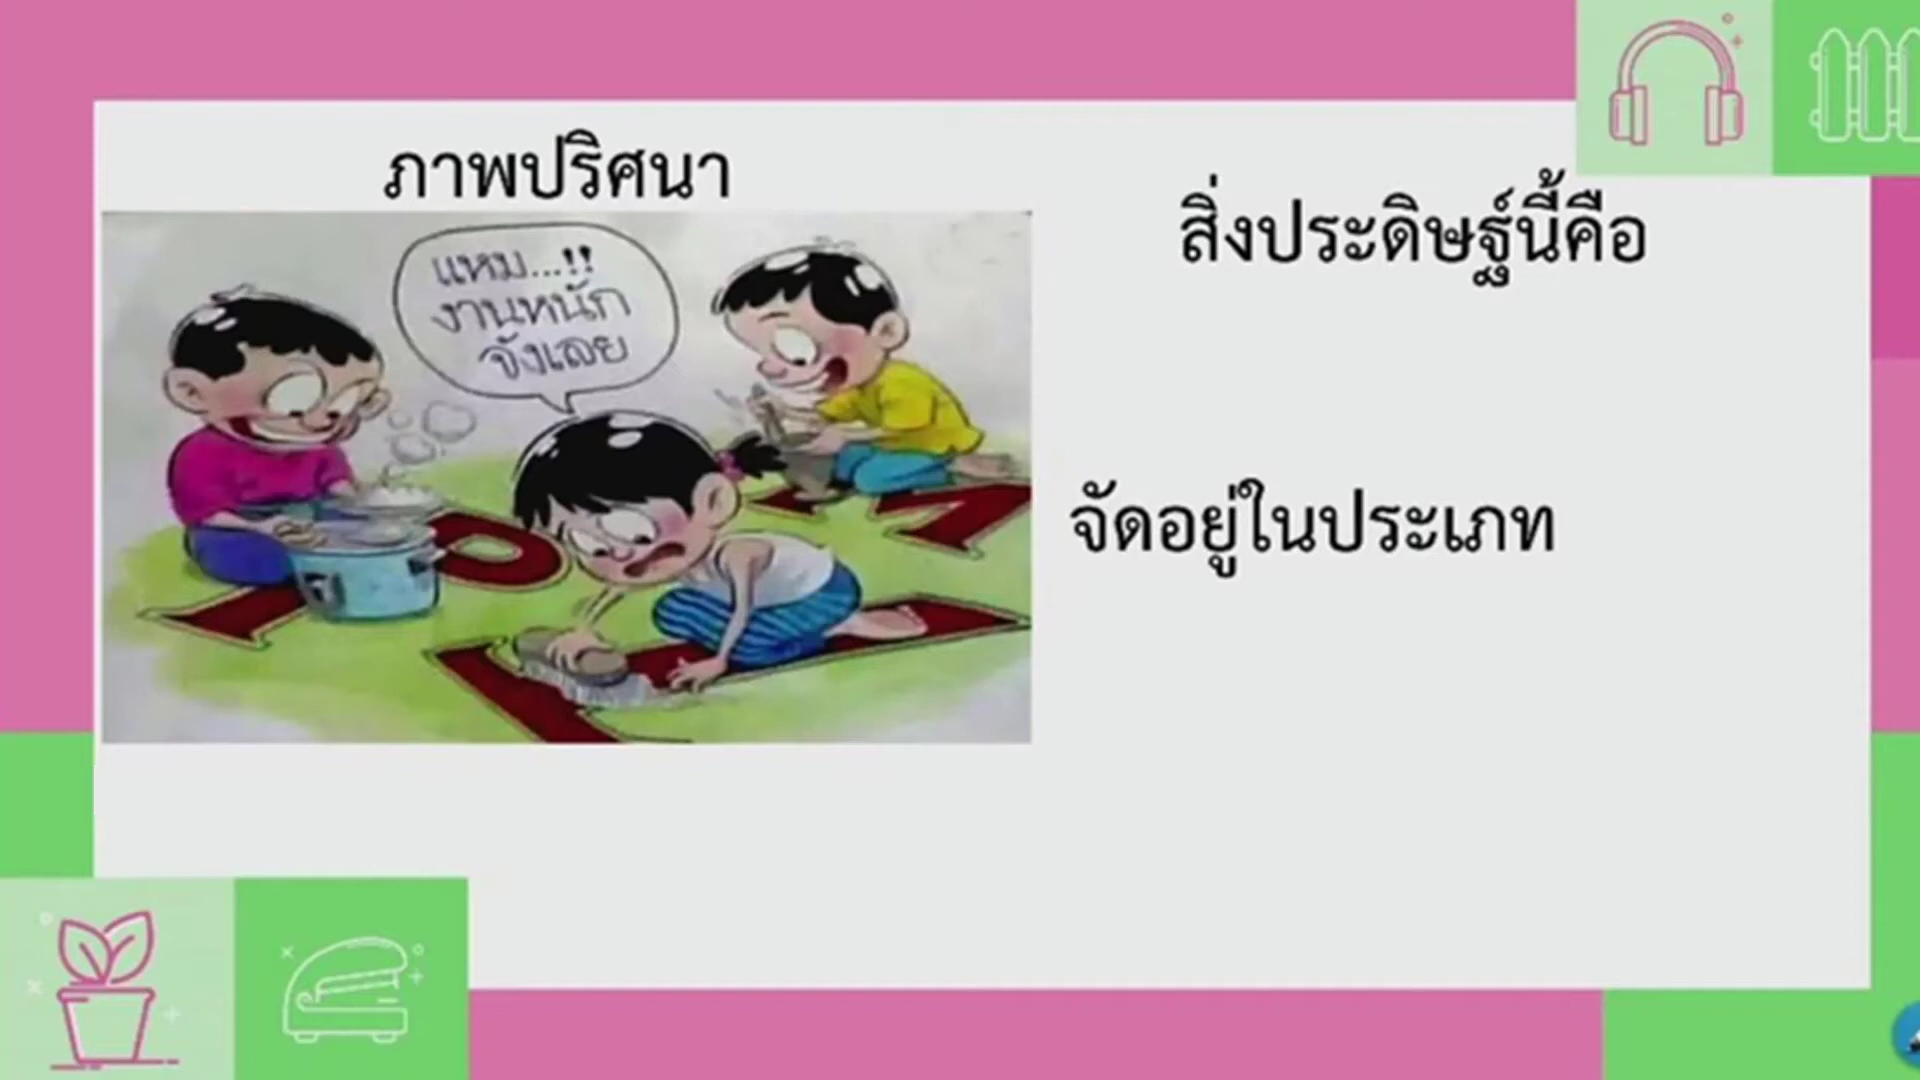 ภาพปริศนา
แหม...!!
งานหนัก
จังเลย
สิ่งประดิษฐ์นี้คือ
จัดอยู่ในประเภท